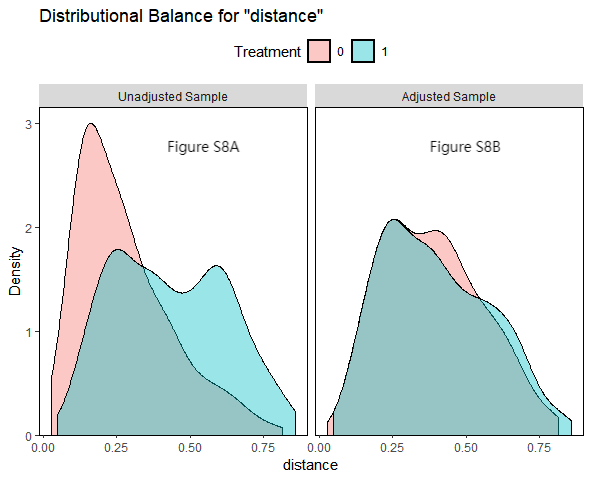 Distributional Balance for "distance"
Treatment 0 1
Unadjusted Sample Adjusted Sample
Figure S8A Figure S8B
3
2
1
0
Density
0.00 0.25 0.50 0.75 0.00 0.25 0.50 0.75
distance